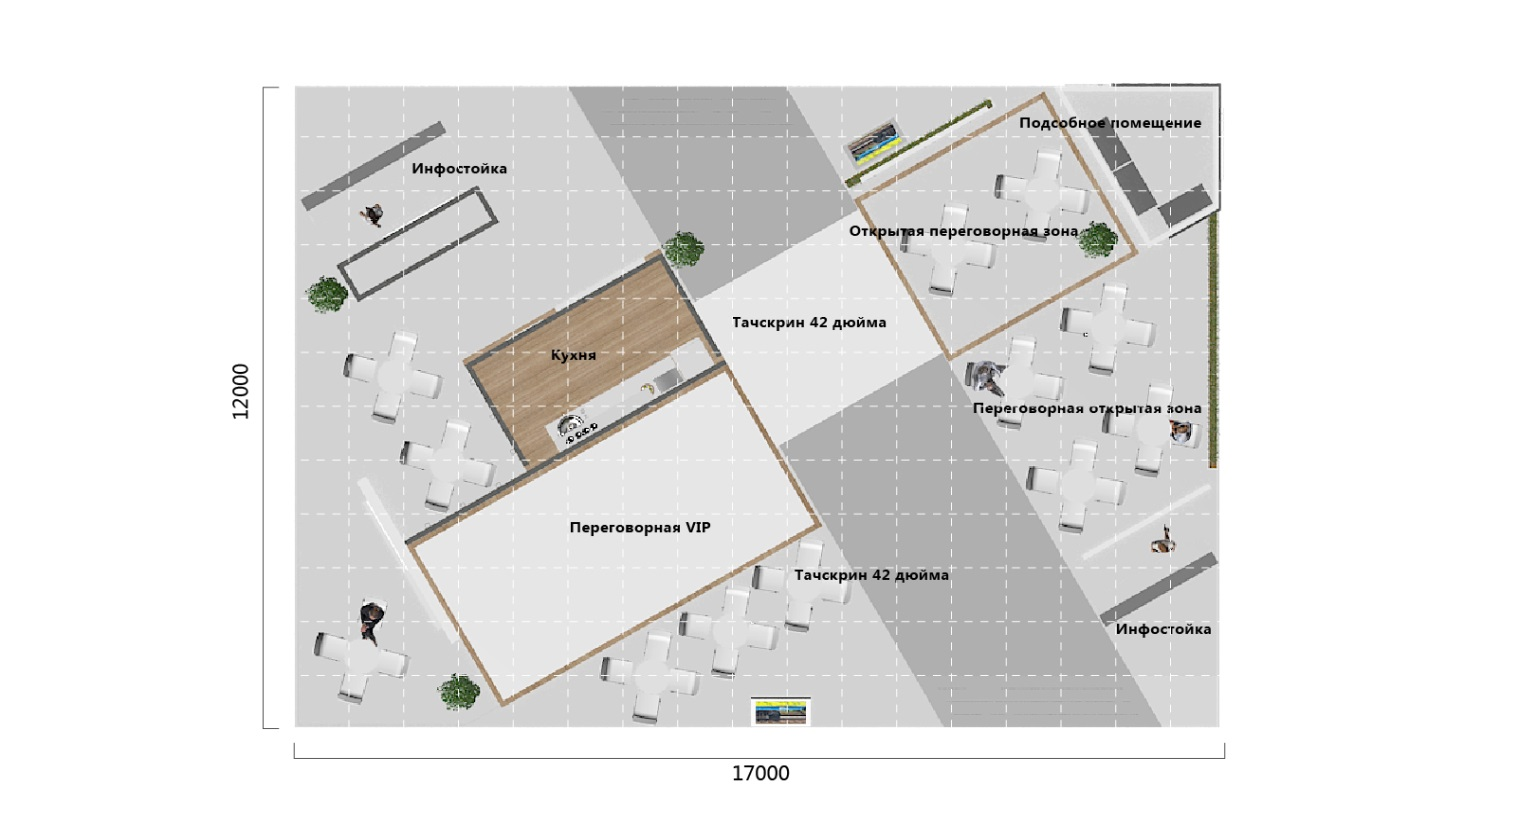 Подсобное помещение
Инфостойка
Открытая переговорная зона
Тачскрин 42 дюйма
Кухня
12000
Переговорная открытая зона
Переговорная VIP
Тачскрин 42 дюйма
Инфостойка
17000